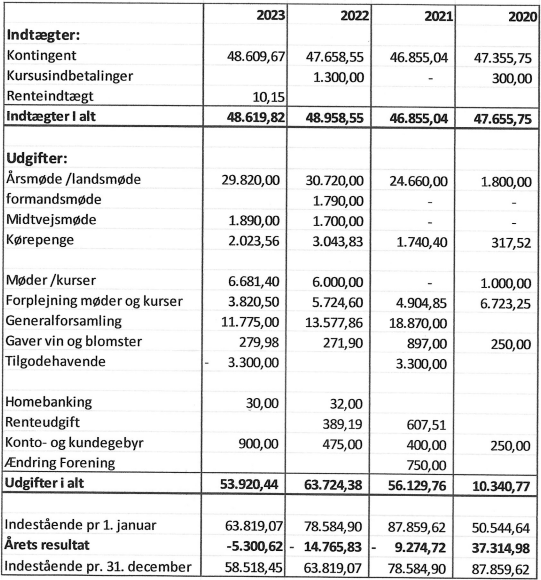 2023 2022 2021 2020
Indtægter:
Kontingent 48.609,67 47.658,55 46.855,04 47.355,75
Kursusindbetalinger 1.300,00 - 300,00
Renteindtægt 10,15
Indtægter I alt 48.619,82 48.958,55 46.855,04 47.655,75
Udgifter:
Årsmøde /landsmøde 29.820,00 30.720,00 24.660,00 1.800,00
formandsmøde 1.790,00 - -
Midtvejsmøde 1.890,00 1.700,00 - -
Kørepenge 2.023,56 3.043,83 1.740,40 317,52
Møder /kurser 6.681,40 6.000,00 - 1.000,00
Forplejning møder og kurser 3.820,50 5.724,60 4.904,85 6.723,25
Generalforsamling 11.775,00 13.577,86 18.870,00
Gaver vin og blomster 279,98 271,90 897,00 250,00
Tilgodehavende - 3.300,00 3.300,00
Homebanking 30,00 32,00
Renteudgift 389,19 607,51
Konto- og kundegebyr 900,00 475,00 400,00 250,00
Ændring Forening 750,00
Udgifter i alt 53.920,44 63.724,38 56.129,76 10.340,77
Indestående pr 1. januar 63.819,07 78.584,90 87.859,62 50.544,64
Årets resultat -5.300,62 - 14.765,83 - 9.274,72 37.314,98
Indestående pr. 31. december 58.518,45 63.819,07 78.584,90 87.859,62